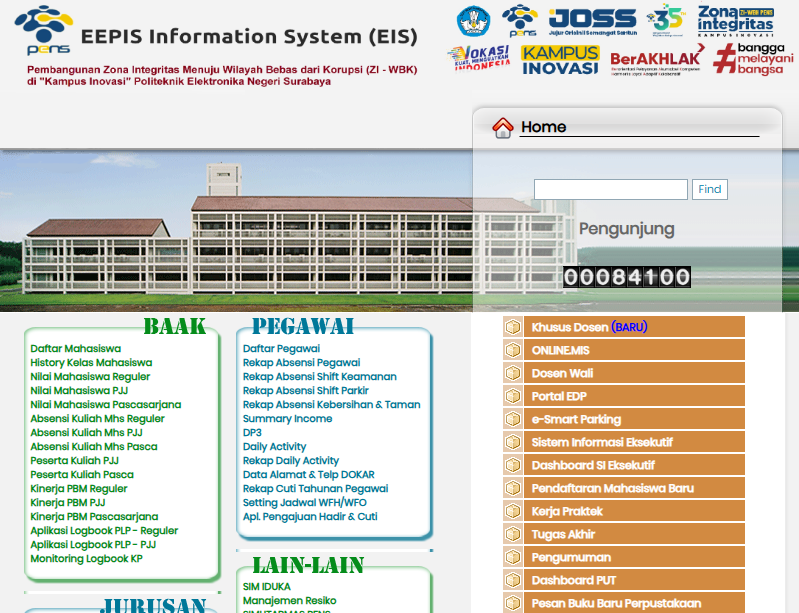 pens
EEPIS Information System (EIS)
Pembangunan Zona Integritas Menuju Wilayah Bebas dari Korupsi (ZI - WBK)
di "Kampus Inovasi" Politeknik Elektronika Negeri Surabaya
pens
JOSS
Jujur Orisinil Semangat Santun
35
Zona ZI-WBK PENS
integritas
KAMPUS INOVASI
VOKASI
KUAT, MENGUATKAN
INDONESIA
KAMPUS
INOVASI
BerAKHLAK
#bangga
melayani
bangsa
Home
Find
Pengunjung
00084100
BAAK
Daftar Mahasiswa
History Kelas Mahasiswa
Nilai Mahasiswa Reguler
Nilai Mahasiswa PJJ
Nilai Mahasiswa Pascasarjana
Absensi Kuliah Mhs Reguler
Absensi Kuliah Mhs PJJ
Absensi Kuliah Mhs Pasca
Peserta Kuliah PJJ
Peserta Kuliah Pasca
Kinerja PBM Reguler
Kinerja PBM PJJ
Kinerja PBM Pascasarjana
Aplikasi Logbook PLP - Reguler
Aplikasi Logbook PLP - PJJ
Monitoring Logbook KP
JURUSAN
PEGAWAI
Daftar Pegawai
Rekap Absensi Pegawai
Rekap Absensi Shift Keamanan
Rekap Absensi Shift Parkir
Rekap Absensi Kebersihan & Taman
Summary Income
DP3
Daily Activity
Rekap Daily Activity
Data Alamat & Telp DOKAR
Rekap Cuti Tahunan Pegawai
Setting Jadwal WFH/WFO
Apl. Pengajuan Hadir & Cuti
LAIN-LAIN
SIM IDUKA
Manajemen Resiko
Khusus Dosen (BARU)
ONLINE.MIS
Dosen Wali
Portal EDP
e-Smart Parking
Sistem Informasi Eksekutif
Dashboard SI Eksekutif
Pendaftaran Mahasiswa Baru
Kerja Praktek
Tugas Akhir
Pengumuman
Dashboard PUT
Pesan Buku Baru Perpustakaan